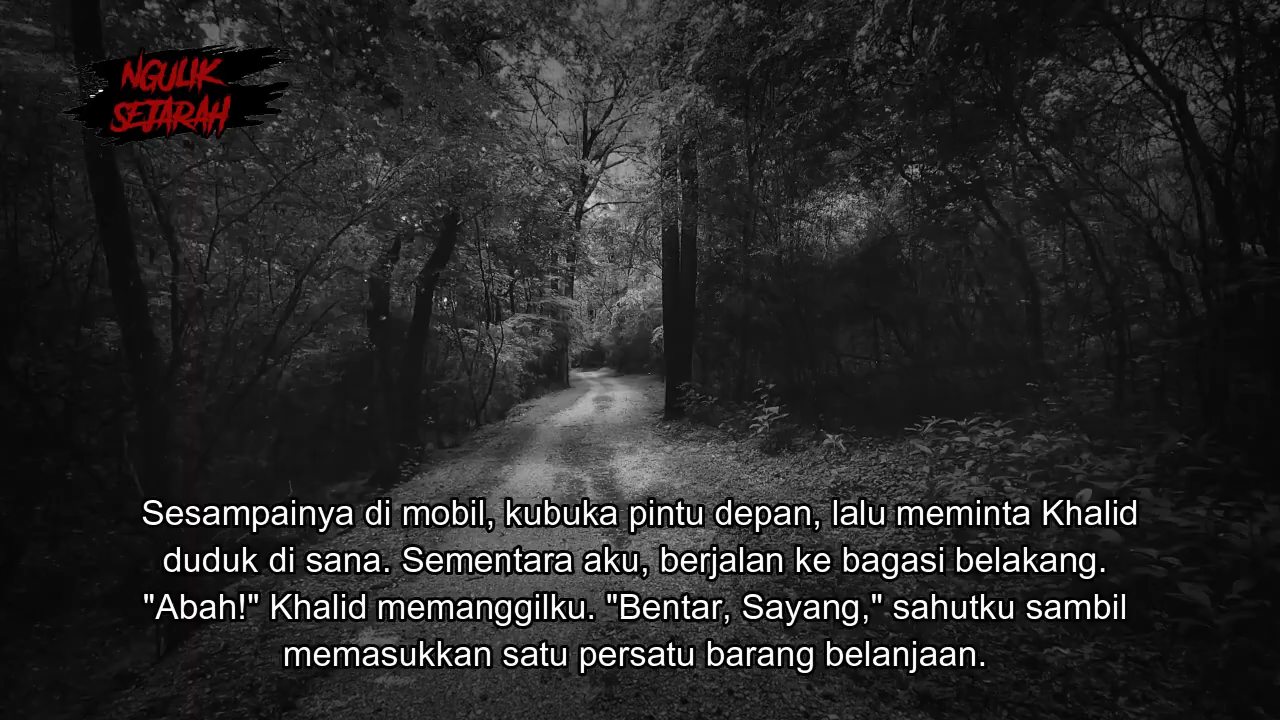 NGULIK
SEJARAH
Sesampainya di mobil, kubuka pintu depan, lalu meminta Khalid
duduk di sana. Sementara aku, berjalan ke bagasi belakang.
"Abah!" Khalid memanggilku. "Bentar, Sayang," sahutku sambil
memasukkan satu persatu barang belanjaan.